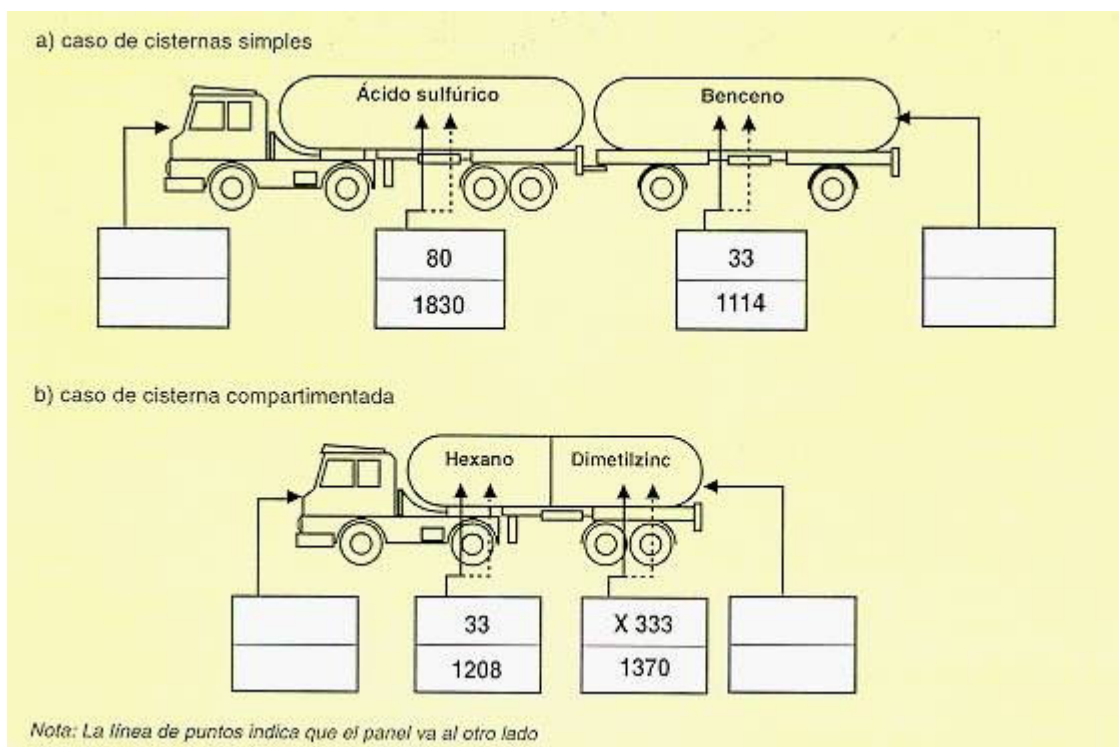 a) caso de cisternas simples
Ácido sulfúrico
Benceno
80
1830
33
1114
b) caso de cisterna compartimentada
Hexano
Dimetilzinc
33
1208
X 333
1370
Nota: La línea de puntos indica que el panel va al otro lado